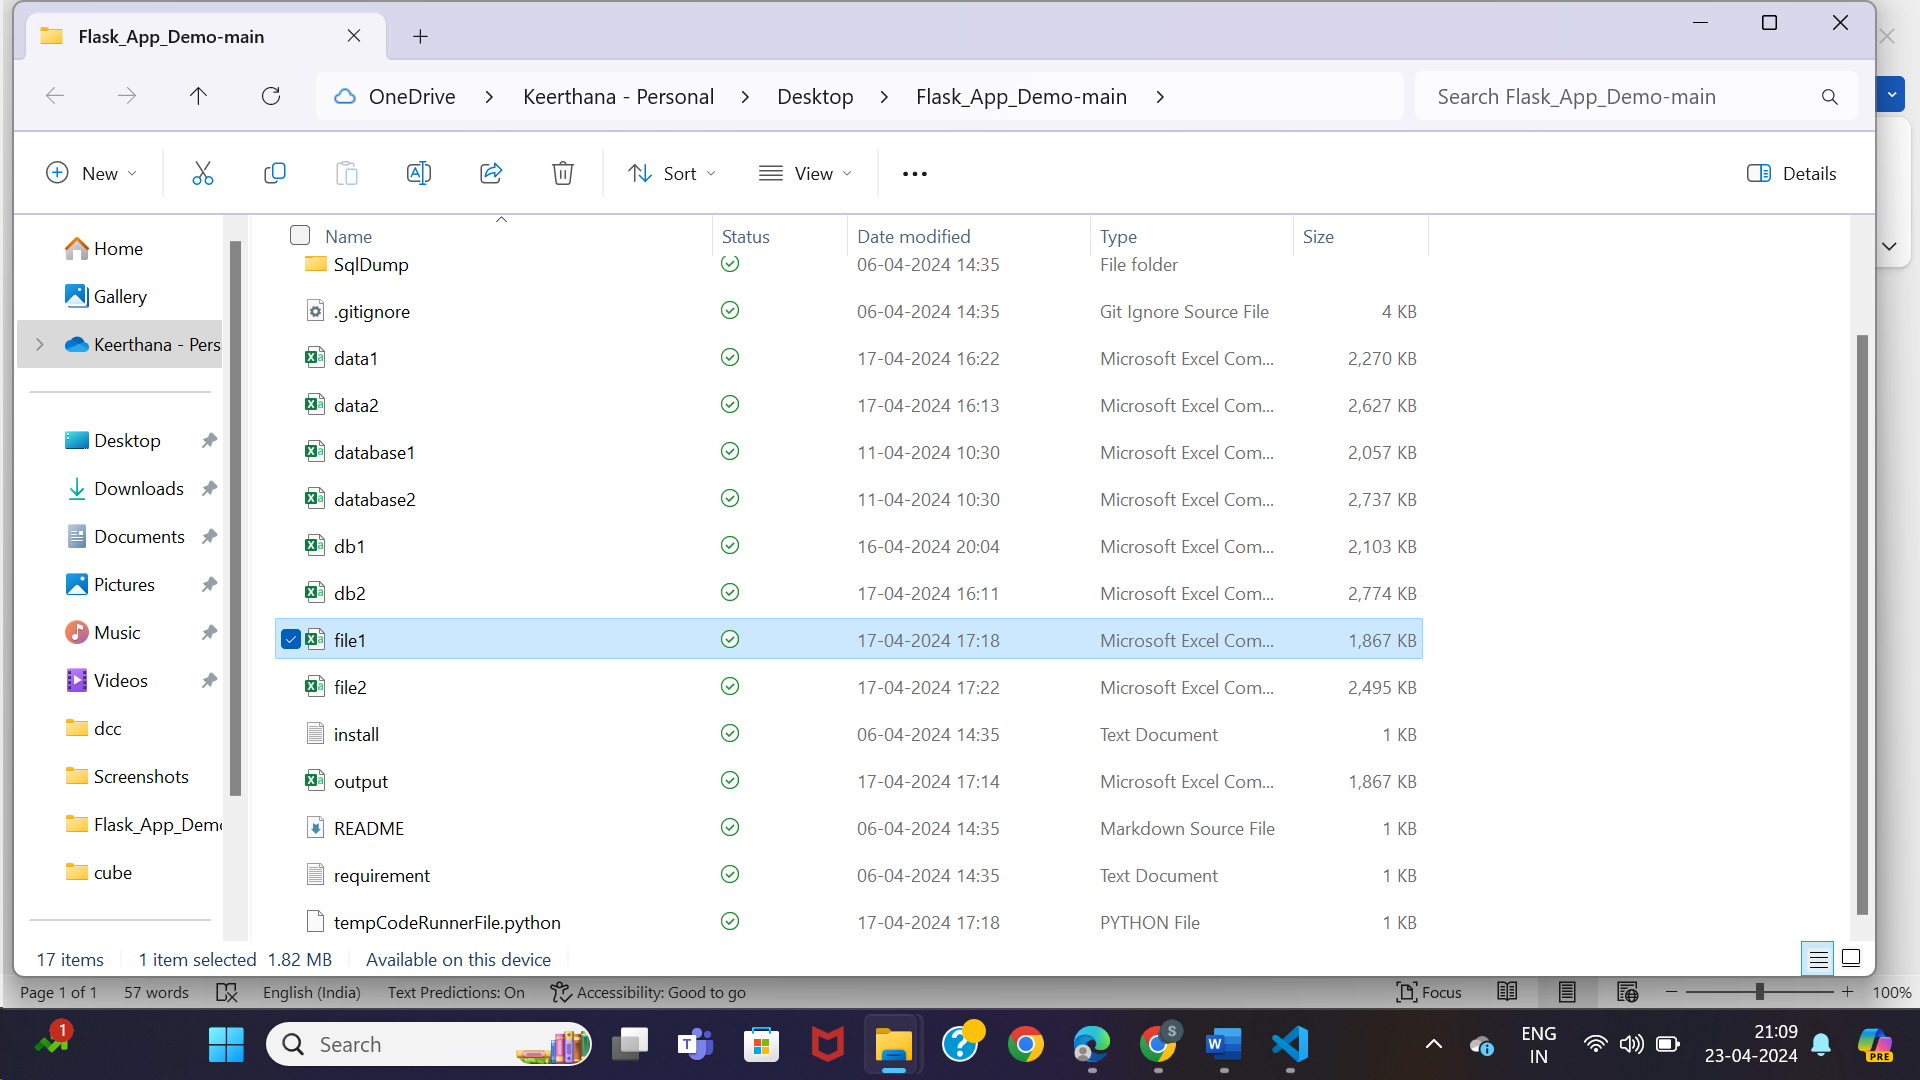 Flask_App_Demo-main
OneDrive > Keerthana - Personal > Desktop > Flask_App_Demo-main >
Search Flask_App_Demo-main
New
Sort
View
Details
Home
Gallery
Keerthana - Pers
Desktop
Downloads
Documents
Pictures
Music
Videos
dcc
Screenshots
Flask_App_Dem
cube
Name Status Date modified Type Size
SqlDump 06-04-2024 14:35 File folder
.gitignore 06-04-2024 14:35 Git Ignore Source File 4 KB
data1 17-04-2024 16:22 Microsoft Excel Com... 2,270 KB
data2 17-04-2024 16:13 Microsoft Excel Com... 2,627 KB
database1 11-04-2024 10:30 Microsoft Excel Com... 2,057 KB
database2 11-04-2024 10:30 Microsoft Excel Com... 2,737 KB
db1 16-04-2024 20:04 Microsoft Excel Com... 2,103 KB
db2 17-04-2024 16:11 Microsoft Excel Com... 2,774 KB
file1 17-04-2024 17:18 Microsoft Excel Com... 1,867 KB
file2 17-04-2024 17:22 Microsoft Excel Com... 2,495 KB
install 06-04-2024 14:35 Text Document 1 KB
output 17-04-2024 17:14 Microsoft Excel Com... 1,867 KB
README 06-04-2024 14:35 Markdown Source File 1 KB
requirement 06-04-2024 14:35 Text Document 1 KB
tempCodeRunnerFile.python 17-04-2024 17:18 PYTHON File 1 KB
17 items 1 item selected 1.82 MB Available on this device
Page 1 of 1 57 words English (India) Text Predictions: On Accessibility: Good to go Focus 100%
1
Search
S
ENG
IN
21:09
23-04-2024
PRE